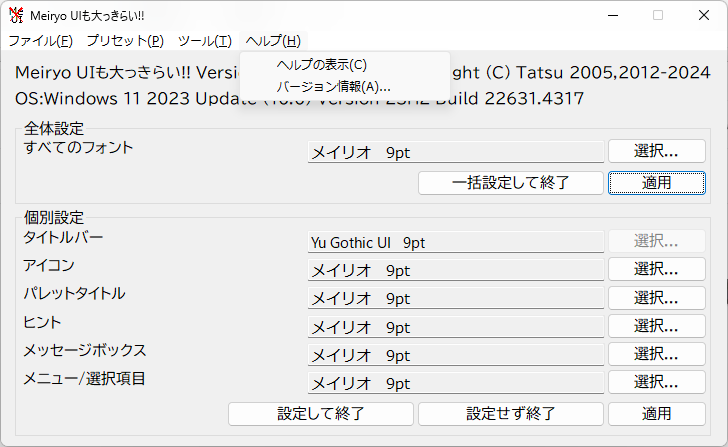 Meiryo UIも大っきらい!!
ファイル(F) プリセット(P) ツール(T) ヘルプ(H)
ヘルプの表示(C)
バージョン情報(A)...
Meiryo UIも大っきらい!! Versio ght (C) Tatsu 2005,2012-2024
OS:Windows 11 2023 Update (10.0) Version 23H2 Build 22631.4317
全体設定
すべてのフォント メイリオ 9pt 選択...
一括設定して終了 適用
個別設定
タイトルバー Yu Gothic UI 9pt 選択...
アイコン メイリオ 9pt 選択...
パレットタイトル メイリオ 9pt 選択...
ヒント メイリオ 9pt 選択...
メッセージボックス メイリオ 9pt 選択...
メニュー/選択項目 メイリオ 9pt 選択...
設定して終了 設定せず終了 適用